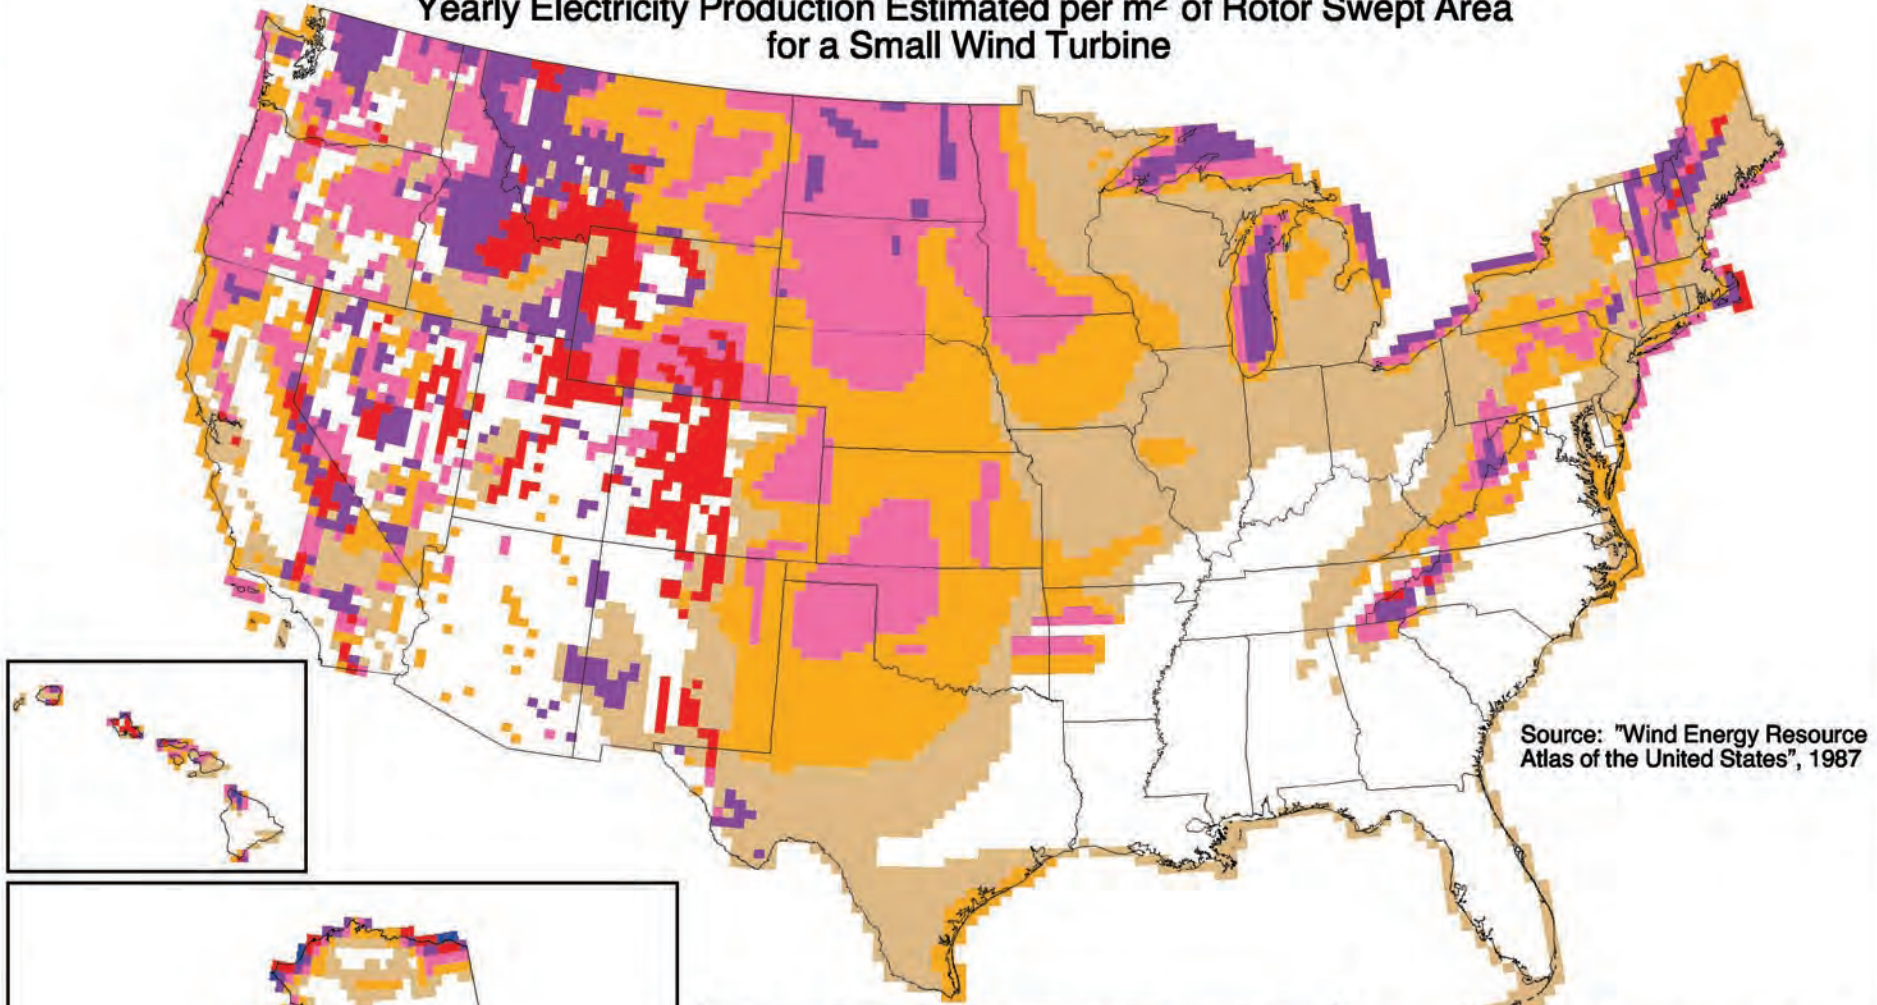 Yearly Electricity Production Estimated per m² of Rotor Swept Area
for a Small Wind Turbine
Source: "Wind Energy Resource
Atlas of the United States", 1987